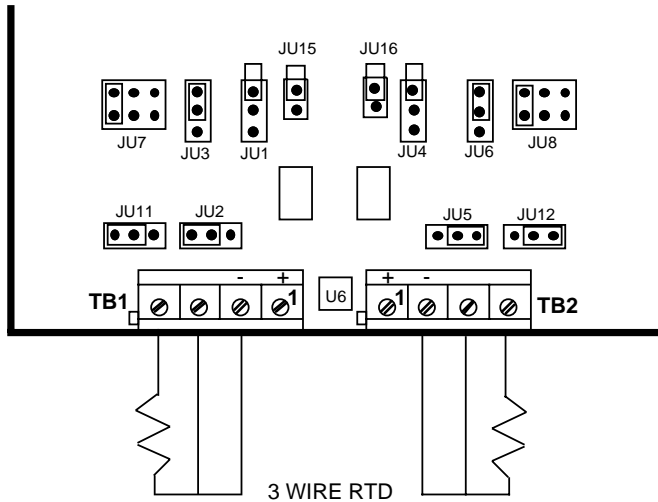 JU15 JU16
JU7 JU3 JU1 JU4 JU6 JU8
JU11 JU2 JU5 JU12
- + + -
TB1 1 U6 1 TB2
3 WIRE RTD